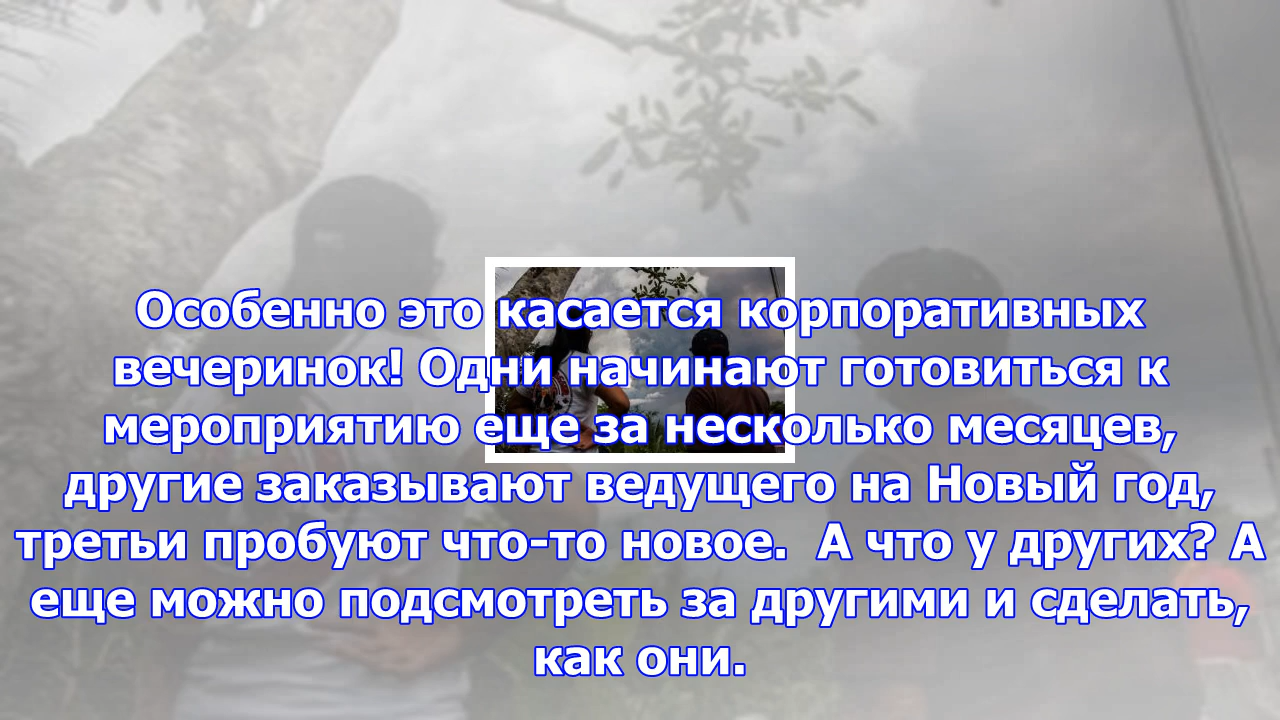 Особенно это касается корпоративных
вечеринок! Одни начинают готовиться к
мероприятию еще за несколько месяцев,
другие заказывают ведущего на Новый год,
третьи пробуют что-то новое.  А что у других? А
еще можно подсмотреть за другими и сделать,
как они.